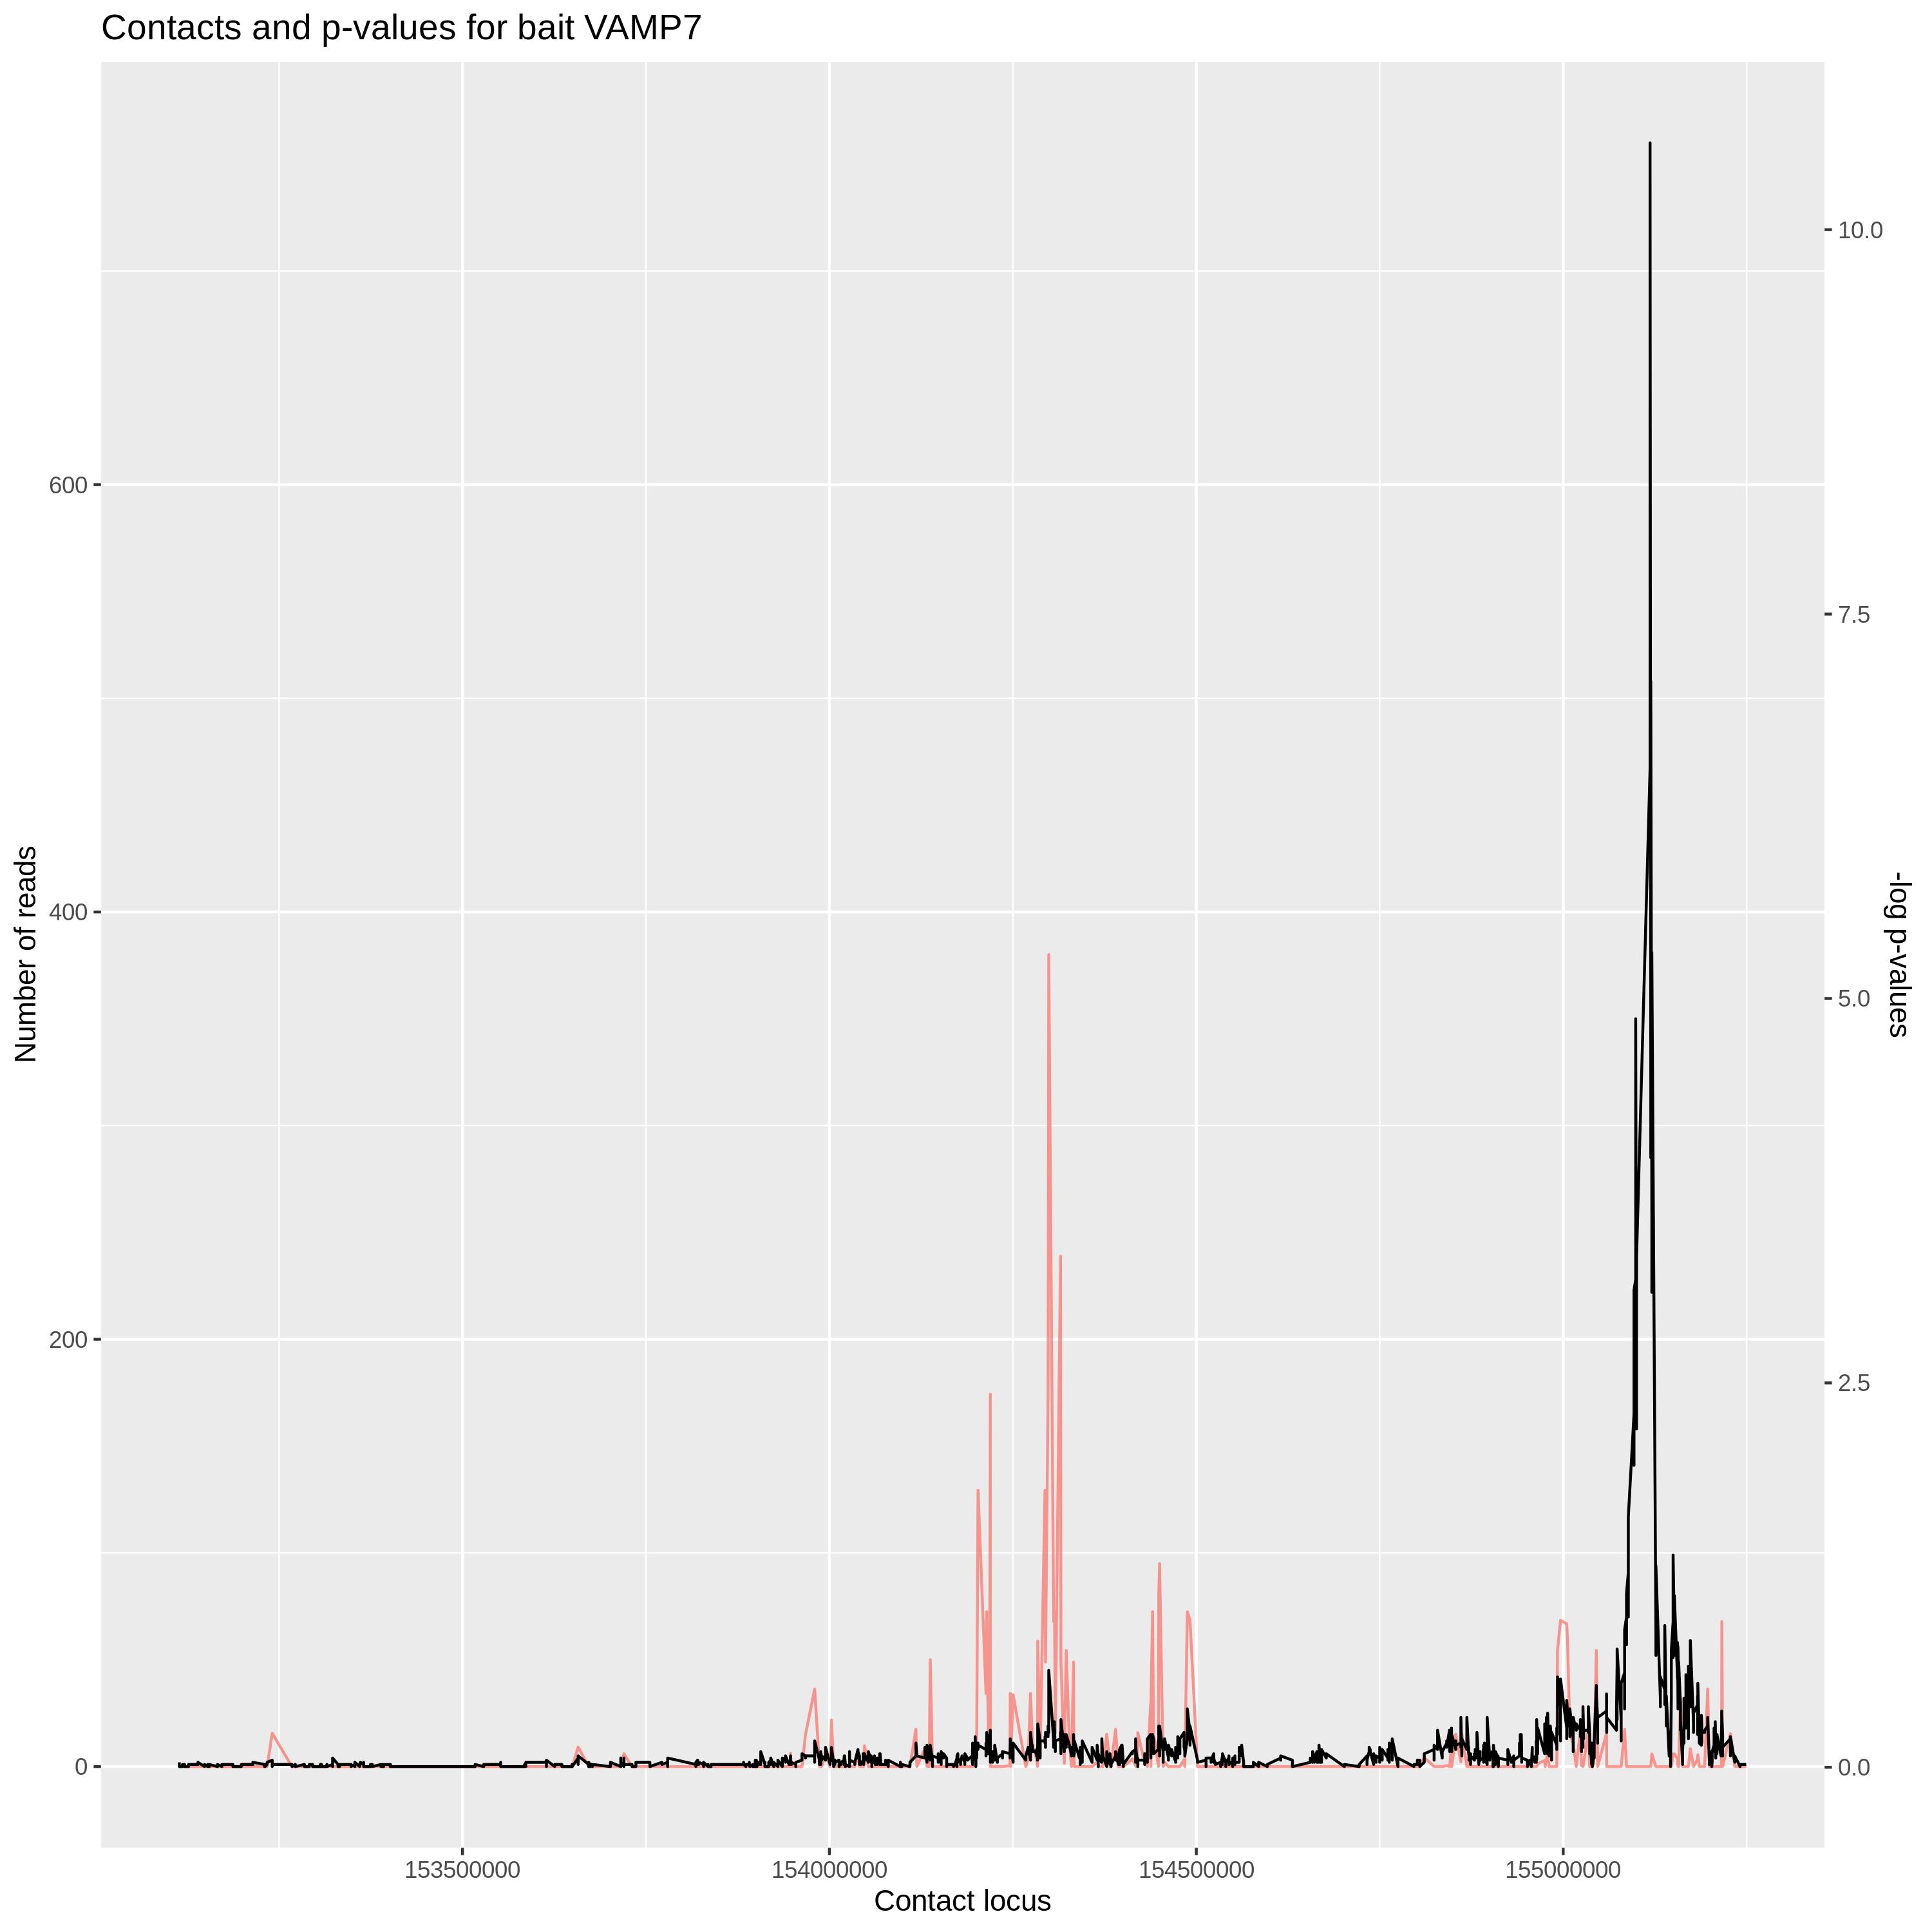 Contacts and p-values for bait VAMP7
Number of reads
600
400
200
0
10.0
7.5
5.0
2.5
0.0
-log p-values
153500000 154000000 154500000 155000000
Contact locus